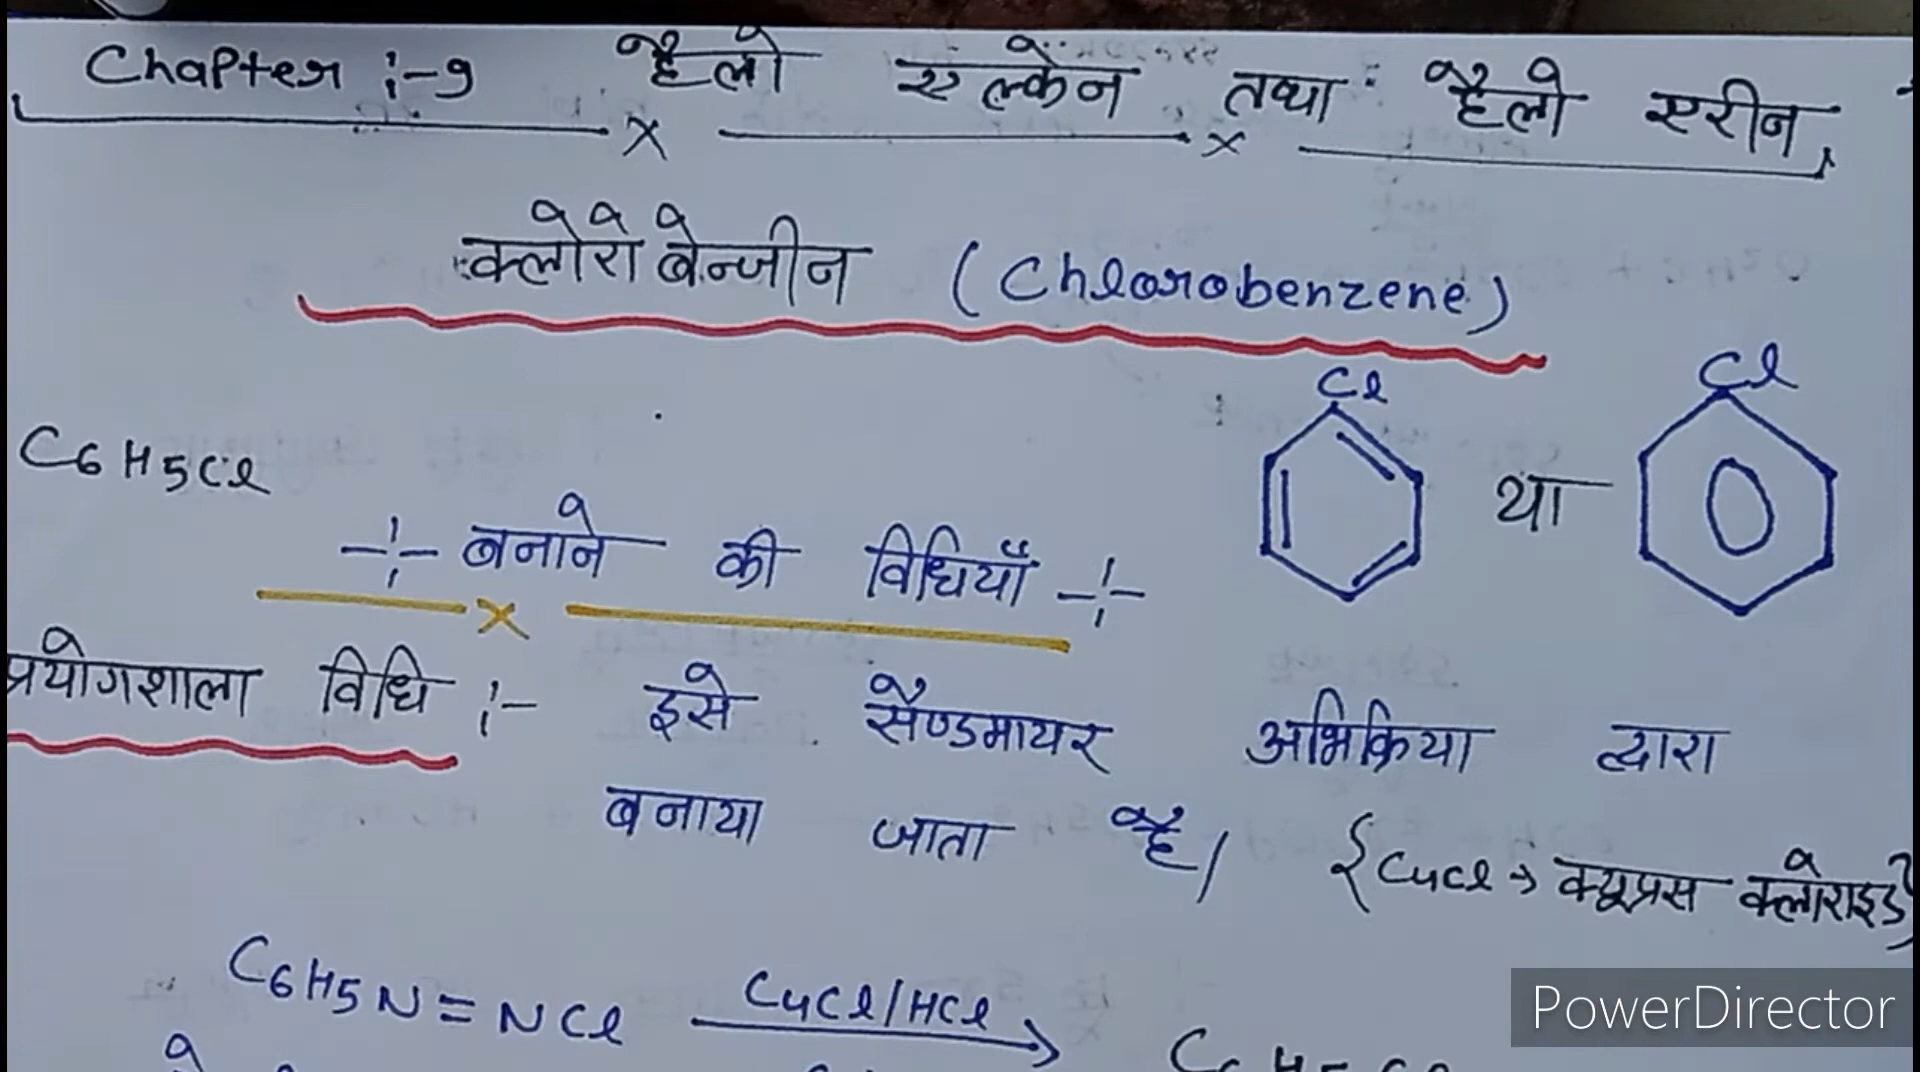 Chapter :- 9 हैलो एल्केन तथा हैलो एरीन
क्लोरो बेन्जीन (Chlorobenzene)
Cl Cl
C6H5Cl
या
-:- बनाने की विधियाँ -:-
प्रयोगशाला विधि :- इसे सैण्डमायर अभिक्रिया द्वारा
बनाया जाता है। {CuCl → क्यूप्रस क्लोराइड}
C6H5N=NCl CuCl/HCl →
PowerDirector